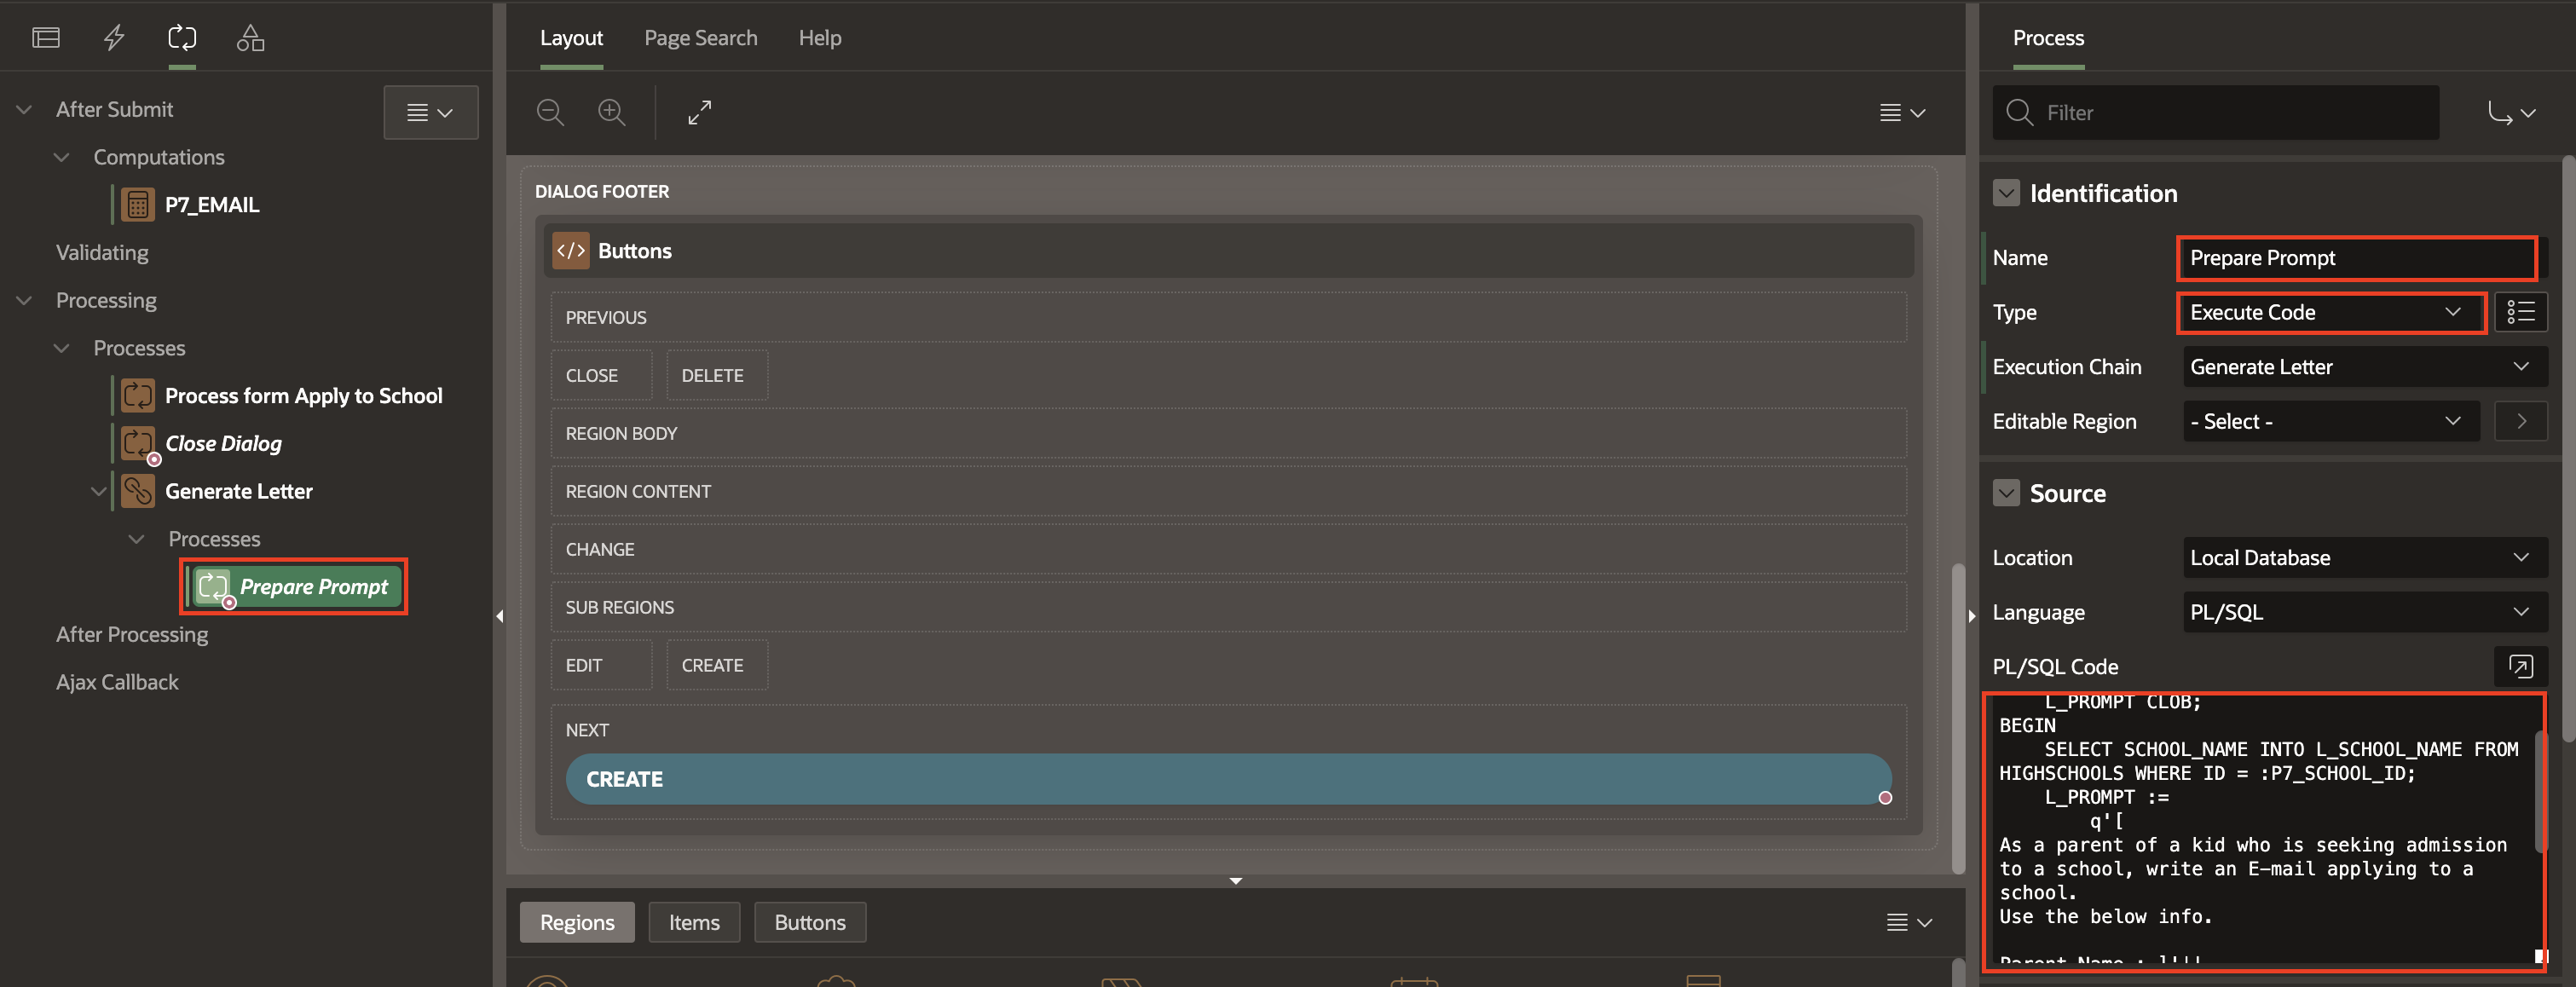 After Submit
Computations
P7_EMAIL
Validating
Processing
Processes
Process form Apply to School
Close Dialog
Generate Letter
Processes
Prepare Prompt
After Processing
Ajax Callback
Layout Page Search Help
DIALOG FOOTER
</> Buttons
PREVIOUS
CLOSE DELETE
REGION BODY
REGION CONTENT
CHANGE
SUB REGIONS
EDIT CREATE
NEXT
CREATE
Regions Items Buttons
Process
Filter
Identification
Name Prepare Prompt
Type Execute Code
Execution Chain Generate Letter
Editable Region - Select -
Source
Location Local Database
Language PL/SQL
PL/SQL Code
L_PROMPT CLOB;
BEGIN
SELECT SCHOOL_NAME INTO L_SCHOOL_NAME FROM
HIGHSCHOOLS WHERE ID = :P7_SCHOOL_ID;
L_PROMPT :=
q'[
As a parent of a kid who is seeking admission
to a school, write an E-mail applying to a
school.
Use the below info.
Parent Name : ]'||